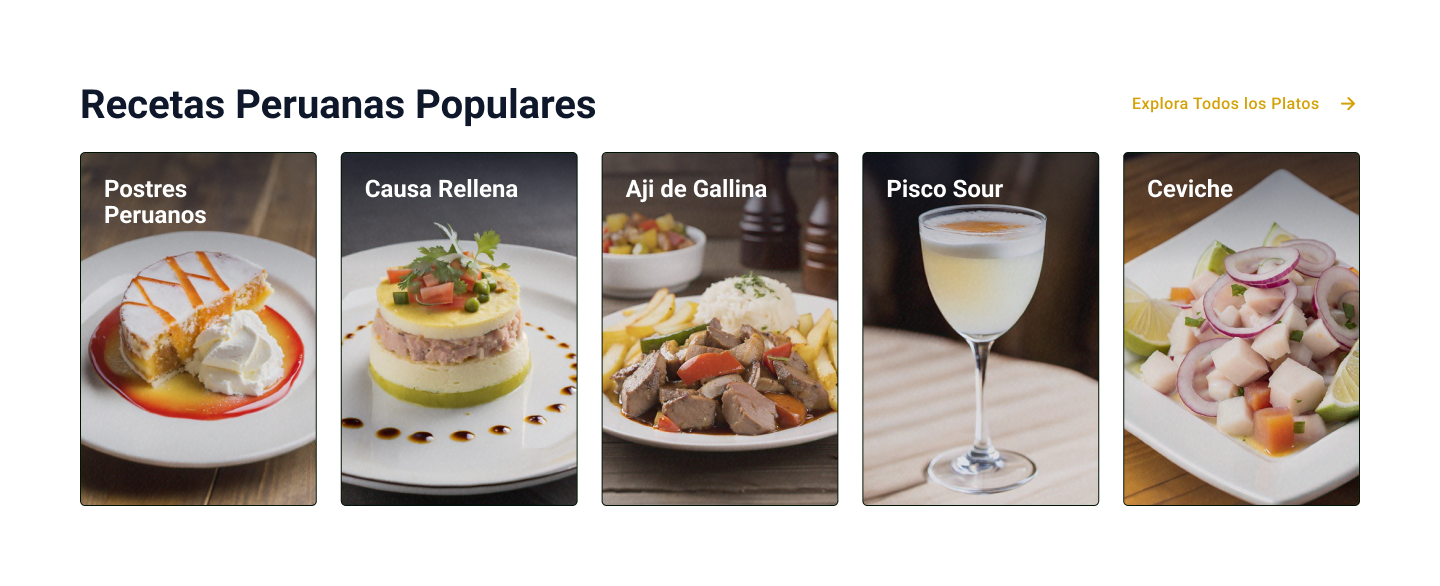 Recetas Peruanas Populares
Explora Todos los Platos
Postres
Peruanos
Causa Rellena
Aji de Gallina
Pisco Sour
Ceviche